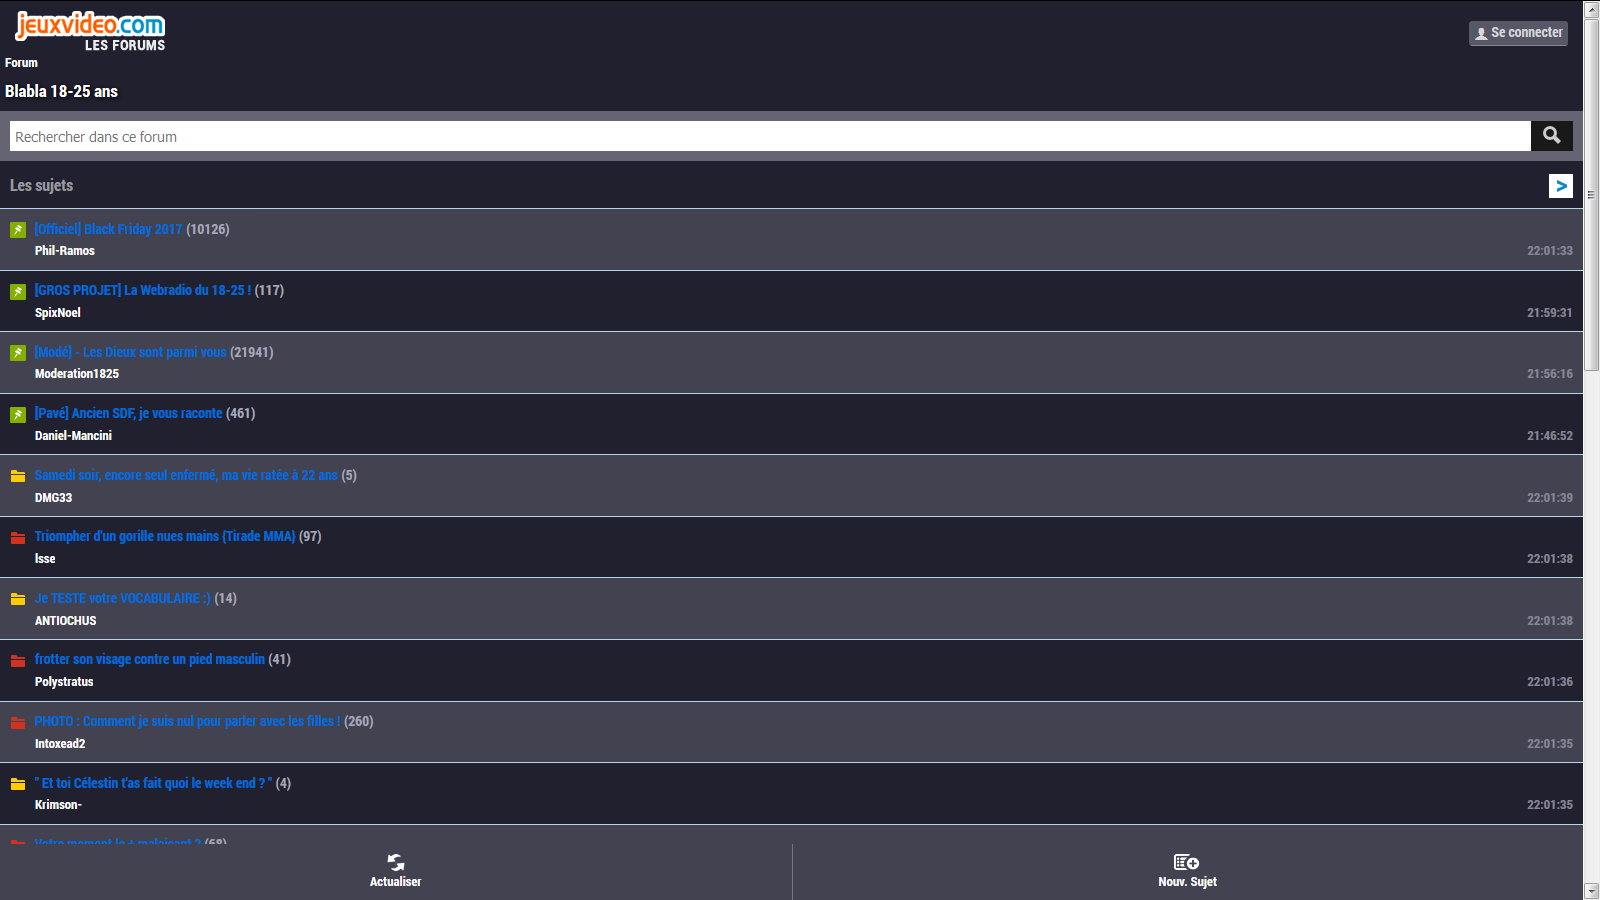 jeuxvideo.com
LES FORUMS
Se connecter
Forum
Blabla 18-25 ans
Rechercher dans ce forum
Les sujets
>
[Officiel] Black Friday 2017 (10126)
Phil-Ramos
22:01:33
[GROS PROJET] La Webradio du 18-25 ! (117)
SpixNoel
21:59:31
[Modé] - Les Dieux sont parmi vous (21941)
Moderation1825
21:56:16
[Pavé] Ancien SDF, je vous raconte (461)
Daniel-Mancini
21:46:52
Samedi soir, encore seul enfermé, ma vie ratée à 22 ans (5)
DMG33
22:01:39
Triompher d'un gorille nues mains {Tirade MMA} (97)
Isse
22:01:38
Je TESTE votre VOCABULAIRE :) (14)
ANTIOCHUS
22:01:38
frotter son visage contre un pied masculin (41)
Polystratus
22:01:36
PHOTO : Comment je suis nul pour parler avec les filles ! (260)
Intoxead2
22:01:35
" Et toi Célestin t'as fait quoi le week end ? " (4)
Krimson-
22:01:35
Votre moment le + malaisant ? (68)
Actualiser
Nouv. Sujet